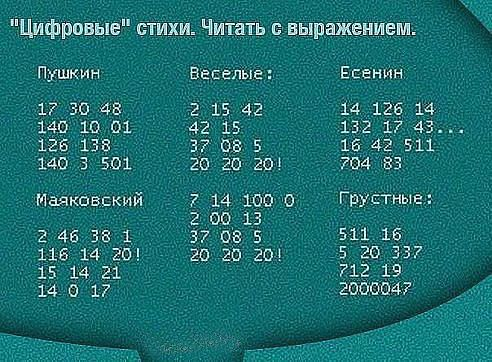 "Цифровые" стихи. Читать с выражением.
Пушкин
17 30 48
140 10 01
126 138
140 3 501
Маяковский
2 46 38 1
116 14 20!
15 14 21
14 0 17
Веселые:
2 15 42
42 15
37 08 5
20 20 20!
7 14 100 0
2 00 13
37 08 5
20 20 20!
Есенин
14 126 14
132 17 43...
16 42 511
704 83
Грустные:
511 16
5 20 337
712 19
2000047